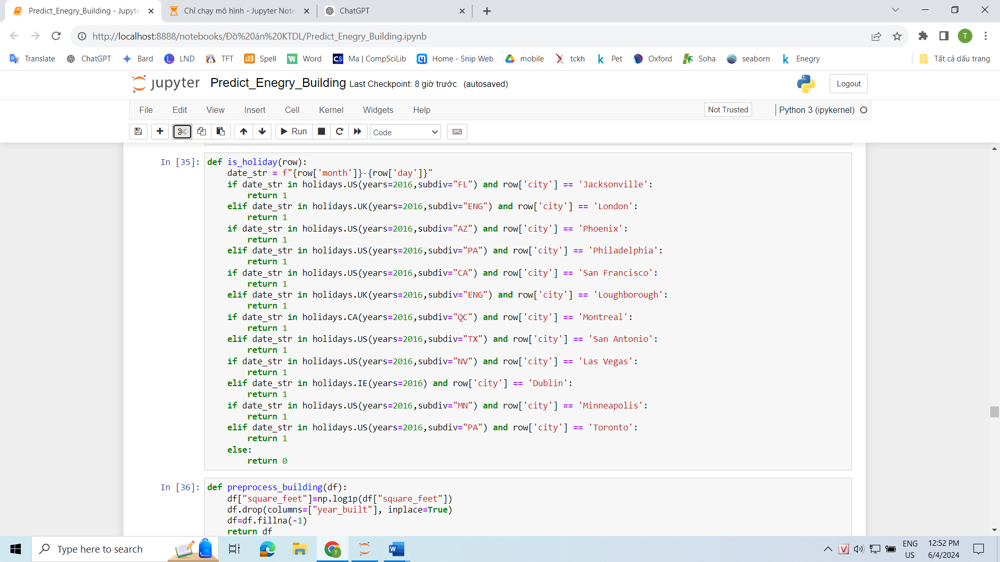 Predict_Enegry_Building - Jupyte
Chỉ chạy mô hình - Jupyter Note
ChatGPT
http://localhost:8888/notebooks/Đồ%20án%20KTDL/Predict_Enegry_Building.ipynb
T
Translate ChatGPT Bard LND TFT Spell Word Ma | CompSciLib Home - Snip Web mobile tckh Pet Oxford Soha seaborn Enegry Tất cả dấu trang
jupyter Predict_Enegry_Building Last Checkpoint: 8 giờ trước (autosaved)
Logout
File Edit View Insert Cell Kernel Widgets Help
Not Trusted
Python 3 (ipykernel)
Run
Code
In [35]:
def is_holiday(row):
    date_str = f"{row['month']}-{row['day']}"
    if date_str in holidays.US(years=2016,subdiv="FL") and row['city'] == 'Jacksonville':
        return 1
    elif date_str in holidays.UK(years=2016,subdiv="ENG") and row['city'] == 'London':
        return 1
    if date_str in holidays.US(years=2016,subdiv="AZ") and row['city'] == 'Phoenix':
        return 1
    elif date_str in holidays.US(years=2016,subdiv="PA") and row['city'] == 'Philadelphia':
        return 1
    if date_str in holidays.US(years=2016,subdiv="CA") and row['city'] == 'San Francisco':
        return 1
    elif date_str in holidays.UK(years=2016,subdiv="ENG") and row['city'] == 'Loughborough':
        return 1
    if date_str in holidays.CA(years=2016,subdiv="QC") and row['city'] == 'Montreal':
        return 1
    elif date_str in holidays.US(years=2016,subdiv="TX") and row['city'] == 'San Antonio':
        return 1
    if date_str in holidays.US(years=2016,subdiv="NV") and row['city'] == 'Las Vegas':
        return 1
    elif date_str in holidays.IE(years=2016) and row['city'] == 'Dublin':
        return 1
    if date_str in holidays.US(years=2016,subdiv="MN") and row['city'] == 'Minneapolis':
        return 1
    elif date_str in holidays.US(years=2016,subdiv="PA") and row['city'] == 'Toronto':
        return 1
    else:
        return 0
In [36]:
def preprocess_building(df):
    df["square_feet"]=np.log1p(df["square_feet"])
    df.drop(columns=["year_built"], inplace=True)
    df=df.fillna(-1)
    return df
Type here to search
ENG
US
12:52 PM
6/4/2024